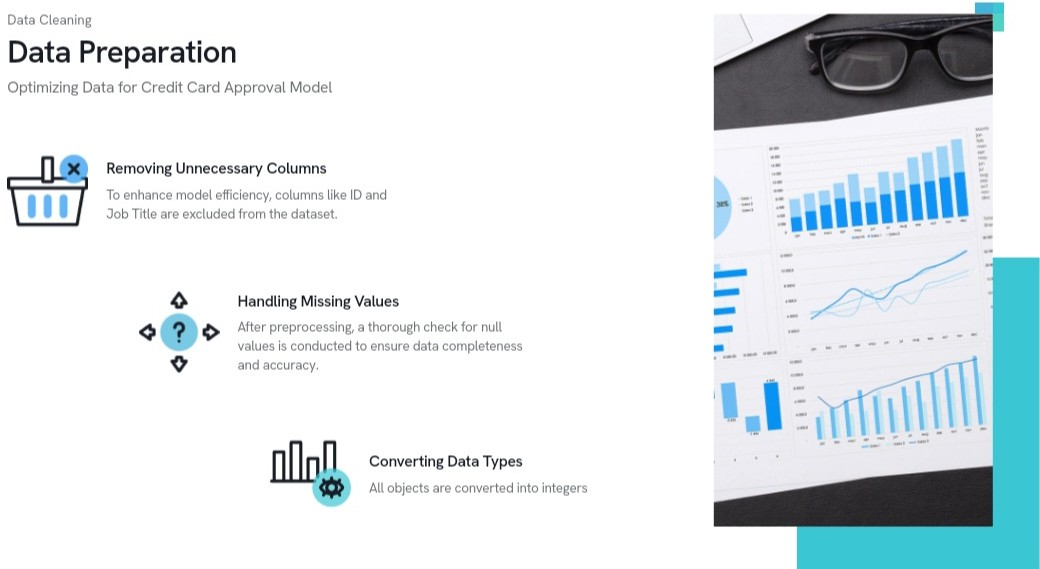 Data Cleaning
Data Preparation
Optimizing Data for Credit Card Approval Model
Removing Unnecessary Columns
To enhance model efficiency, columns like ID and
Job Title are excluded from the dataset.
?
Handling Missing Values
After preprocessing, a thorough check for null
values is conducted to ensure data completeness
and accuracy.
Converting Data Types
All objects are converted into integers